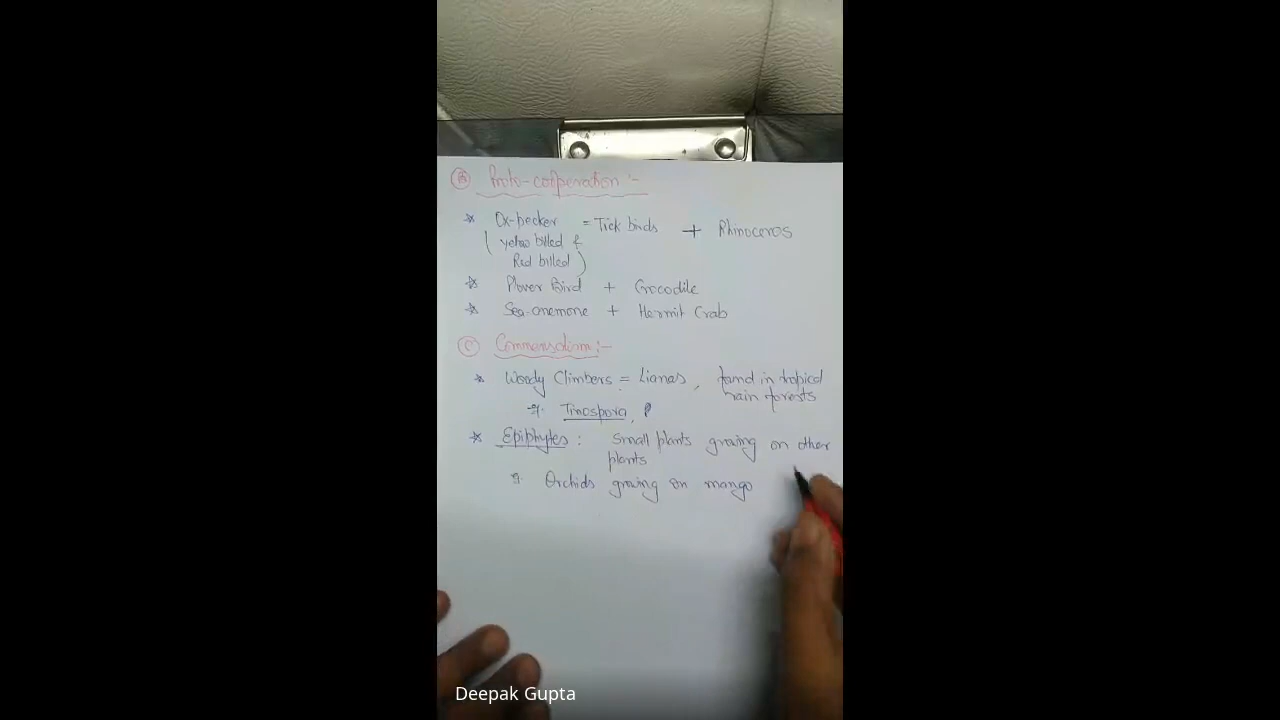 (B) Proto-cooperation :-
* Ox-pecker = Tick birds + Rhinoceros
( yellow billed &
Red billed )
* Plover Bird + Crocodile
* Sea-anemone + Hermit Crab
(C) Commensalism :-
* Woody Climbers = Lianas, found in tropical
rain forests
eg. Tinospora, P
* Epiphytes : Small plants growing on other
plants
eg. Orchids growing on mango
Deepak Gupta